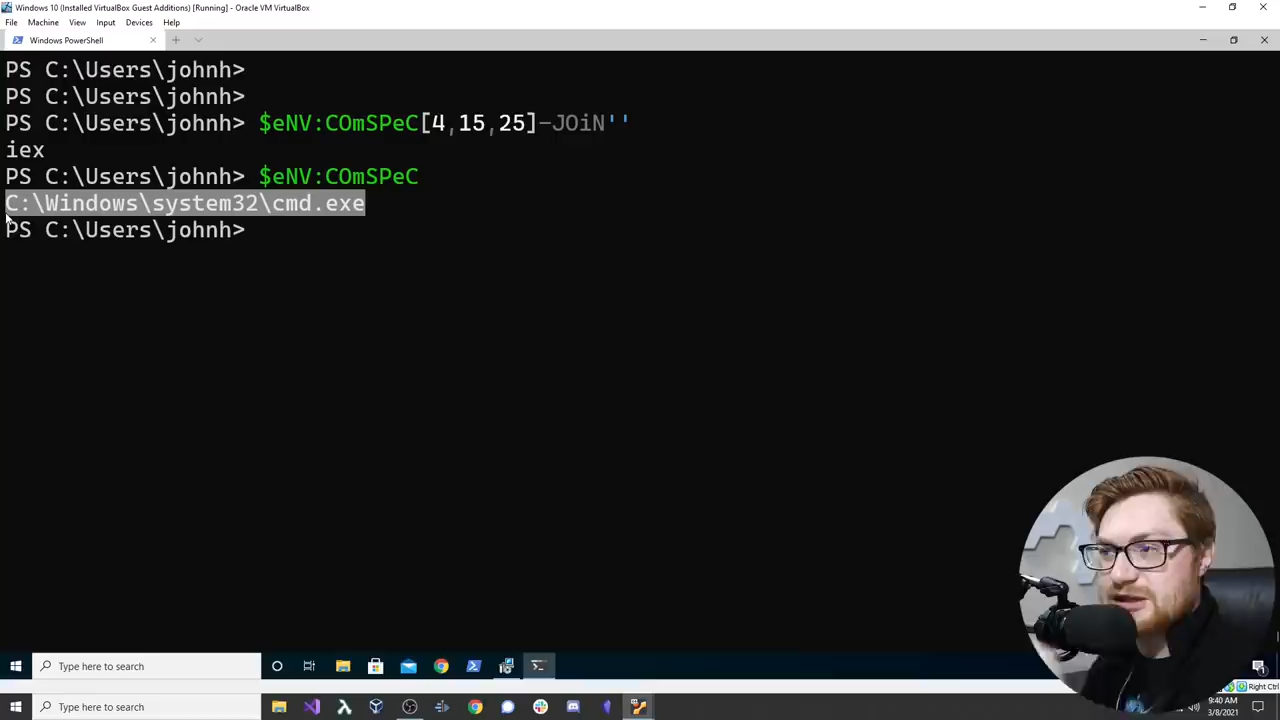 Windows 10 (Installed VirtualBox Guest Additions) [Running] - Oracle VM VirtualBox
File Machine View Input Devices Help
Windows PowerShell
PS C:\Users\johnh>
PS C:\Users\johnh>
PS C:\Users\johnh> $eNV:COmSPeC[4,15,25]-JOiN''
iex
PS C:\Users\johnh> $eNV:COmSPeC
C:\Windows\system32\cmd.exe
PS C:\Users\johnh>
Type here to search
Right Ctrl
Type here to search
9:40 AM
3/8/2021